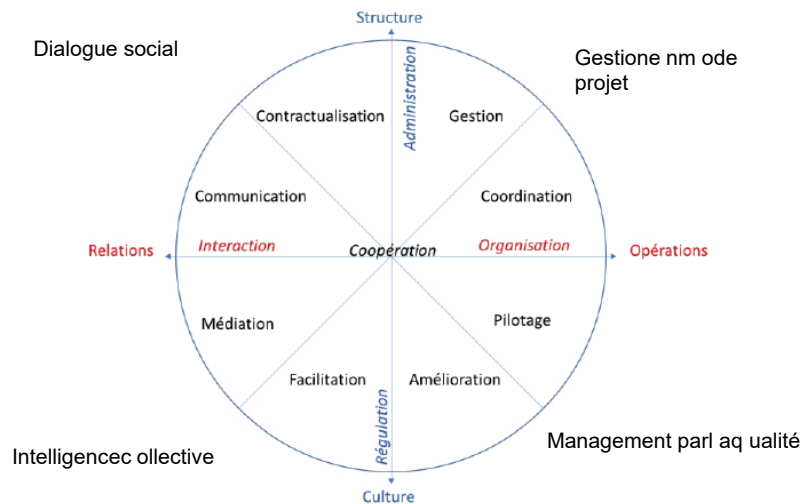 Structure
Dialogue social
Gestione nm ode
projet
Administration
Contractualisation
Gestion
Communication
Coordination
Relations
Interaction
Coopération
Organisation
Opérations
Médiation
Pilotage
Facilitation
Amélioration
Régulation
Intelligencec ollective
Management parl aq ualité
Culture